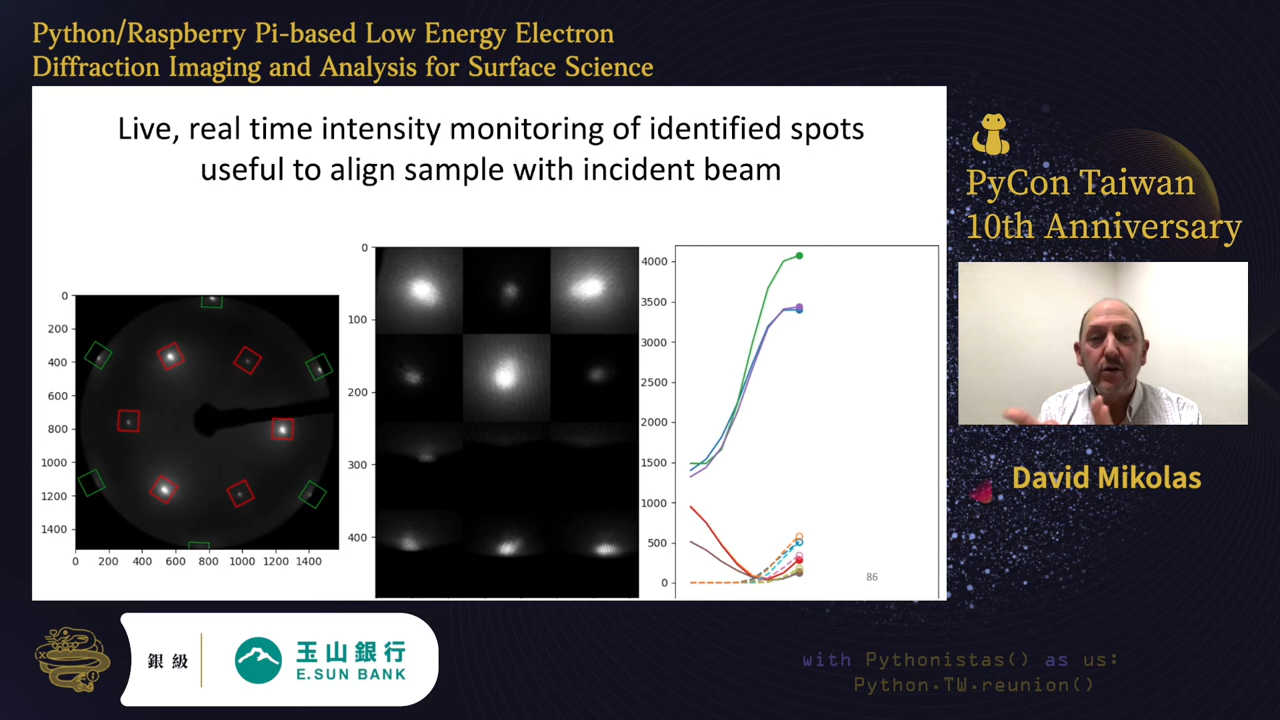 Python/Raspberry Pi-based Low Energy Electron
Diffraction Imaging and Analysis for Surface Science
Live, real time intensity monitoring of identified spots
useful to align sample with incident beam
0
200
400
600
800
1000
1200
1400
0 200 400 600 800 1000 1200 1400
0
100
200
300
400
4000
3500
3000
2500
2000
1500
1000
500
0
86
PyCon Taiwan
10th Anniversary
David Mikolas
銀級
玉山銀行
E.SUN BANK
with Pythonistas() as us:
Python.TW.reunion()